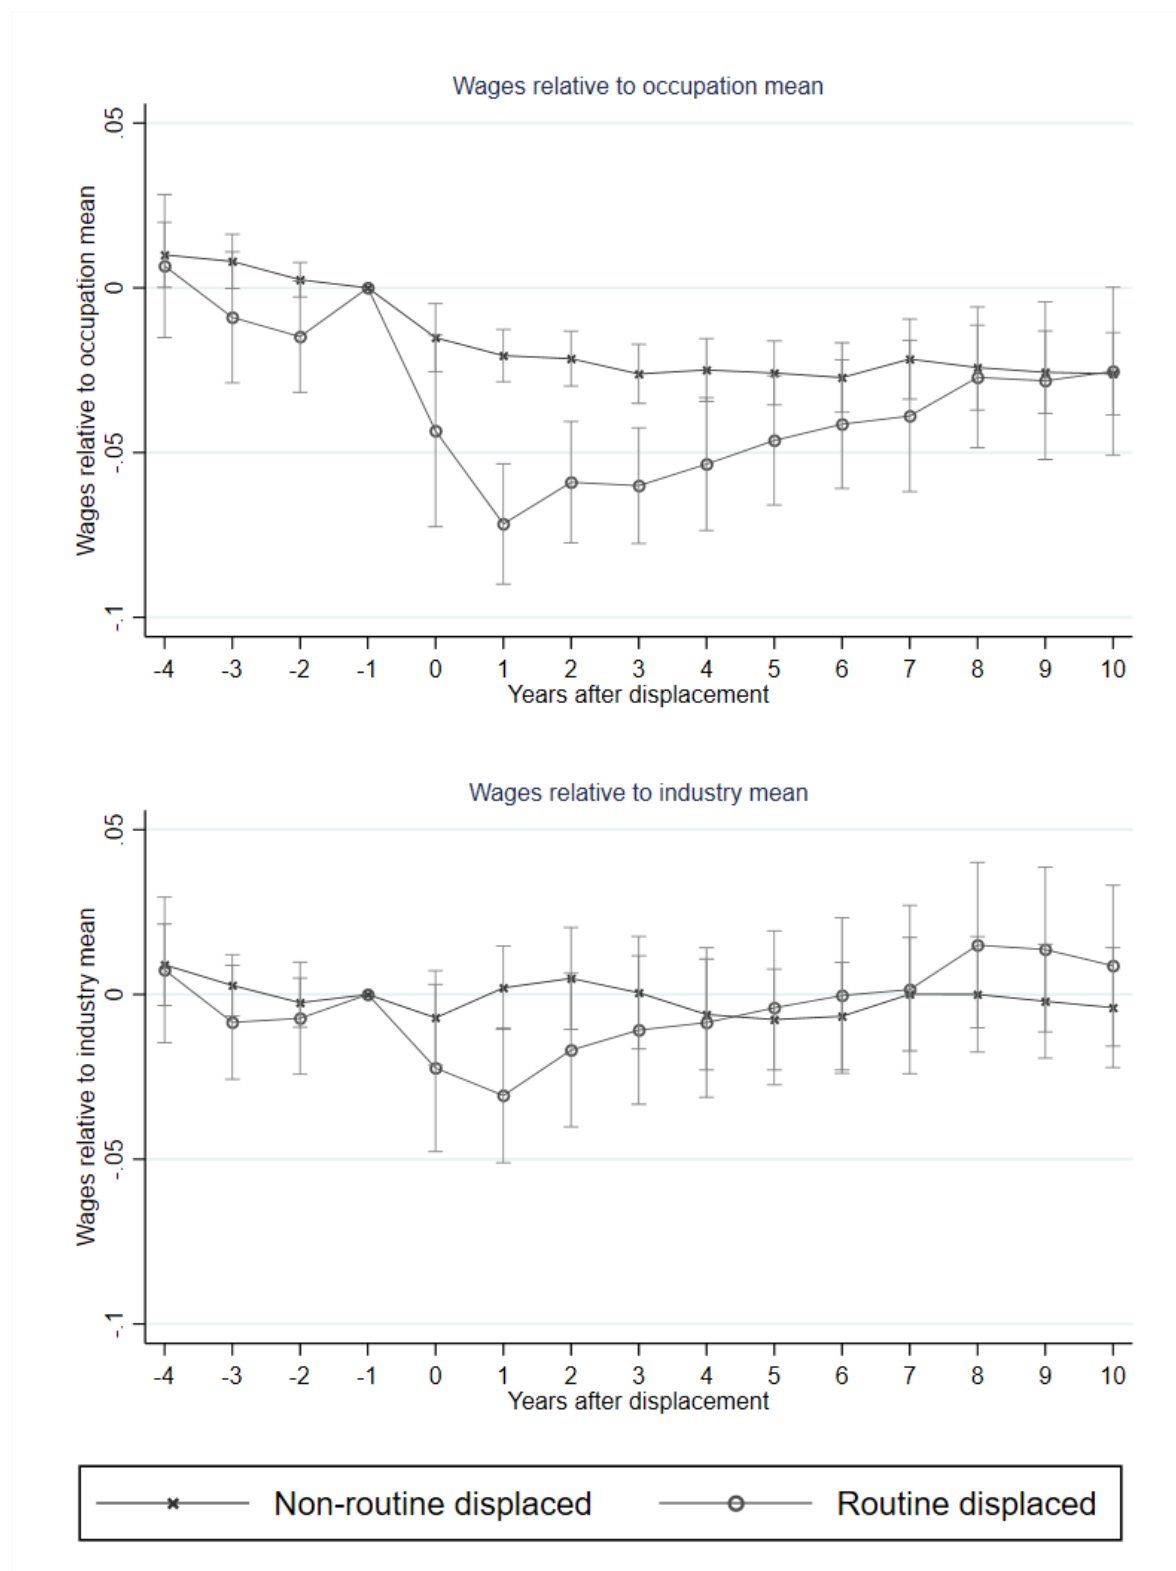 Wages relative to occupation mean
Wages relative to occupation mean
.05
0
-.05
-.1
-4 -3 -2 -1 0 1 2 3 4 5 6 7 8 9 10
Years after displacement
Wages relative to industry mean
Wages relative to industry mean
.05
0
-.05
-.1
-4 -3 -2 -1 0 1 2 3 4 5 6 7 8 9 10
Years after displacement
Non-routine displaced Routine displaced